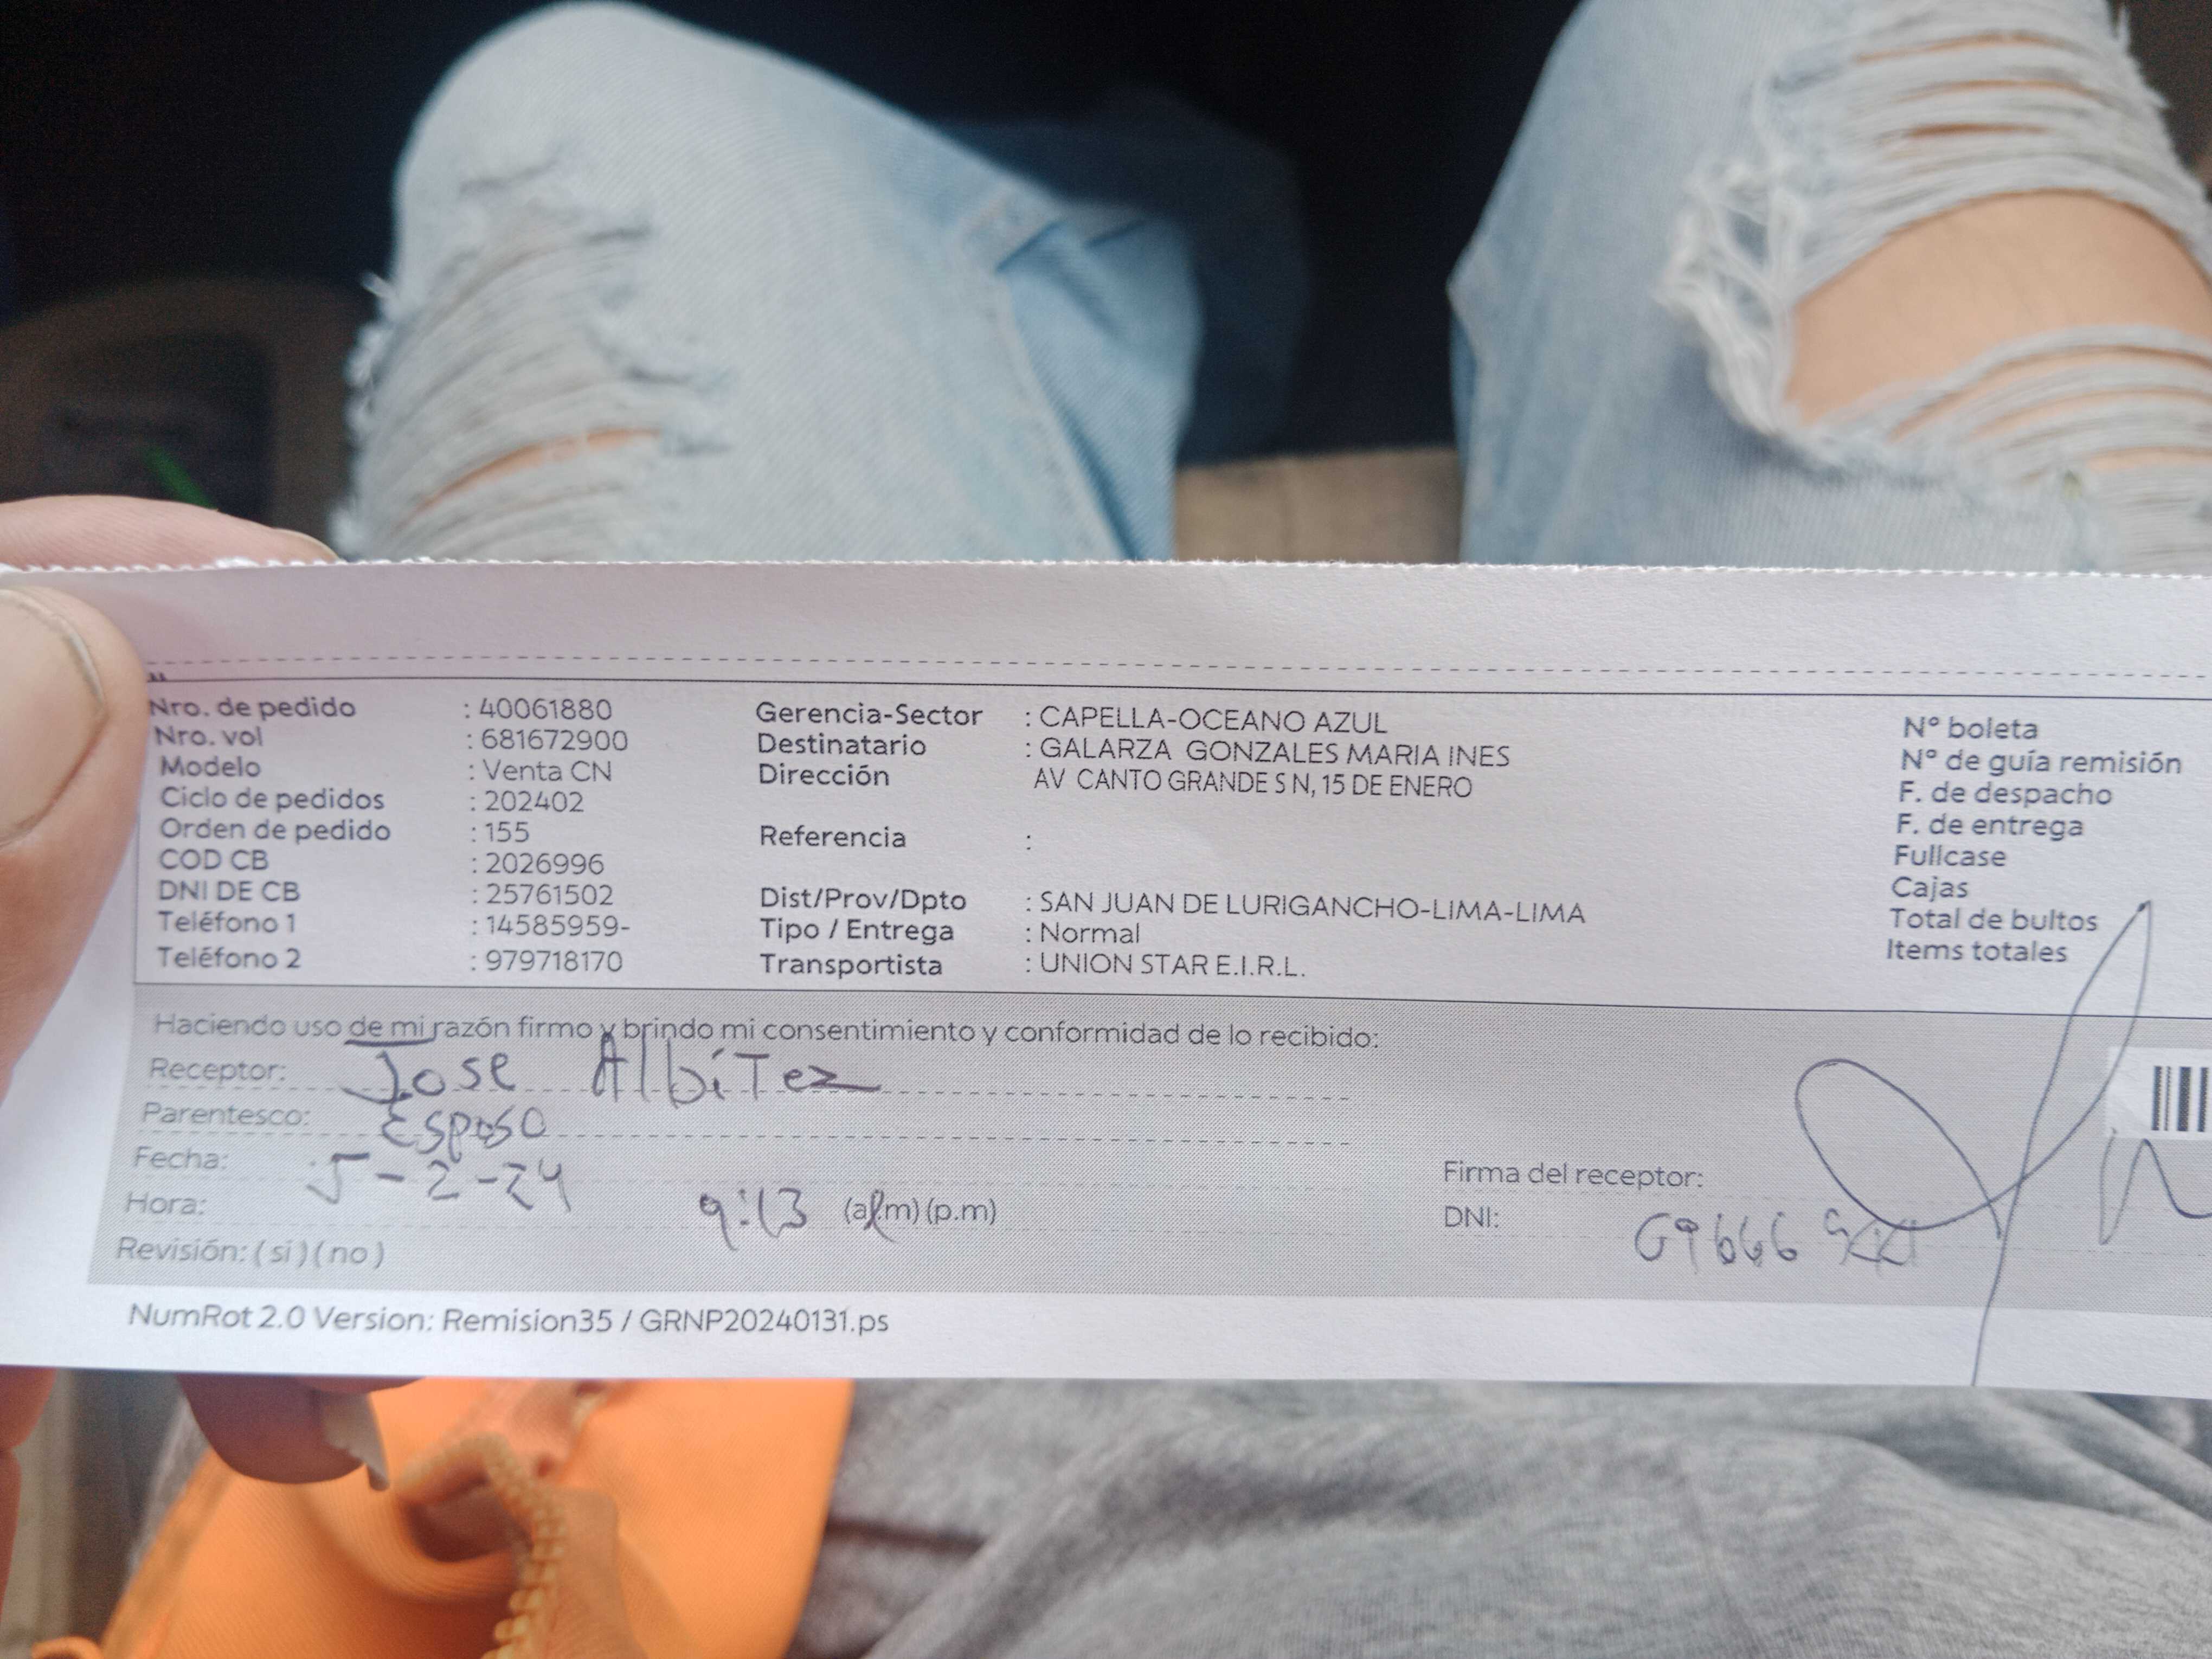 Nro. de pedido : 40061880
Nro. vol : 681672900
Modelo : Venta CN
Ciclo de pedidos : 202402
Orden de pedido : 155
COD CB : 2026996
DNI DE CB : 25761502
Teléfono 1 : 14585959-
Teléfono 2 : 979718170
Gerencia-Sector : CAPELLA-OCEANO AZUL
Destinatario : GALARZA GONZALES MARIA INES
Dirección AV CANTO GRANDE S N, 15 DE ENERO
Referencia :
Dist/Prov/Dpto : SAN JUAN DE LURIGANCHO-LIMA-LIMA
Tipo / Entrega : Normal
Transportista : UNION STAR E.I.R.L.
N° boleta
N° de guía remisión
F. de despacho
F. de entrega
Fullcase
Cajas
Total de bultos
Items totales
Haciendo uso de mi razón firmo y brindo mi consentimiento y conformidad de lo recibido:
Receptor: Jose AlbiTez
Parentesco: Esposo
Fecha: 5-2-24
Hora: 9:13 (a.m) (p.m)
Revisión: ( si ) ( no )
Firma del receptor:
DNI:
NumRot 2.0 Version: Remision35 / GRNP20240131.ps